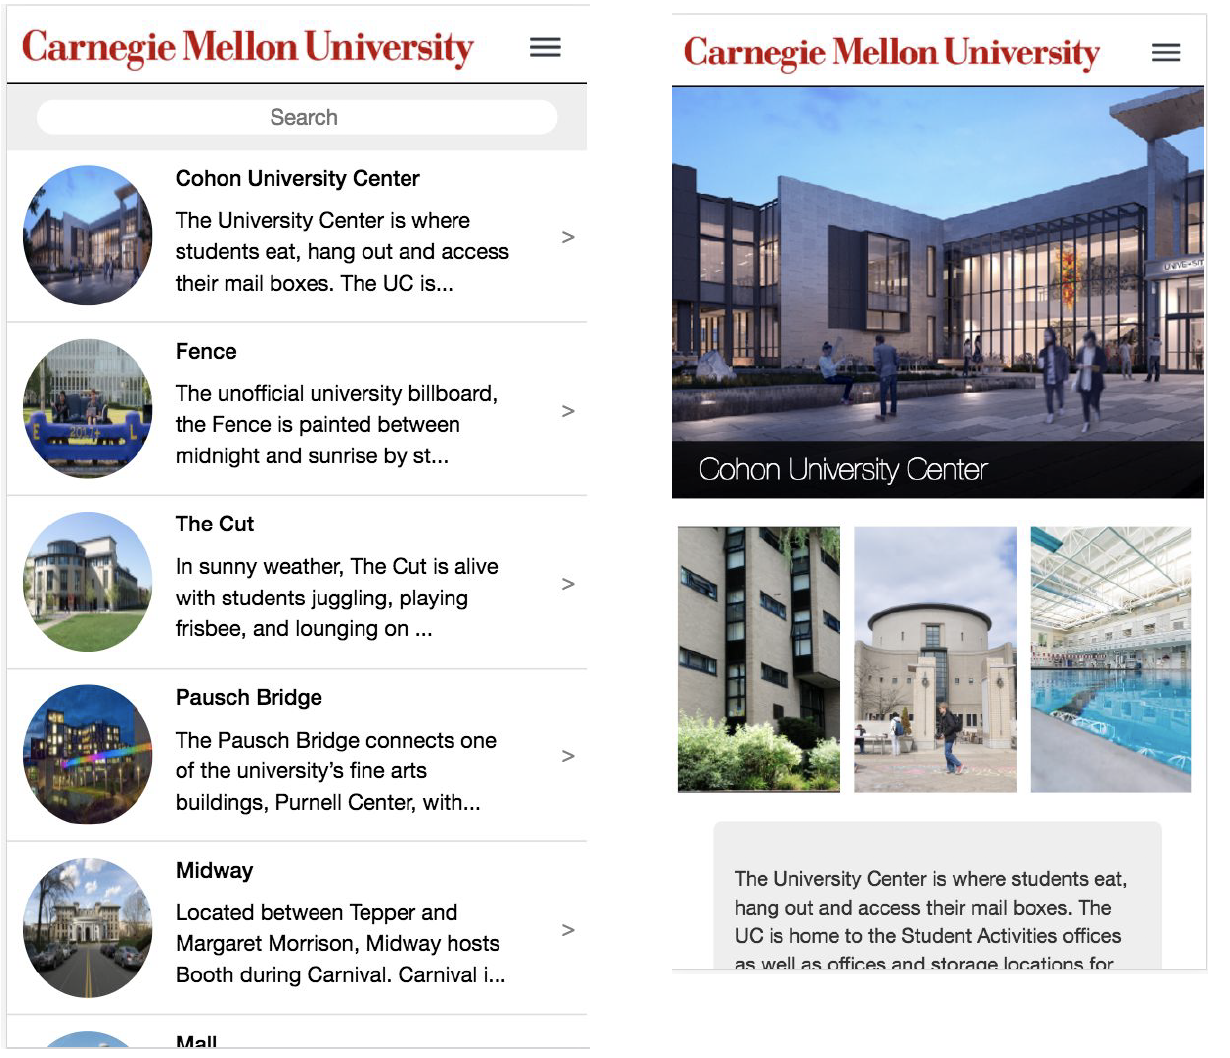 Carnegie Mellon University
Search
Cohon University Center
The University Center is where
students eat, hang out and access
their mail boxes. The UC is...
>
Fence
The unofficial university billboard,
the Fence is painted between
midnight and sunrise by st...
>
E 2017+ L
The Cut
In sunny weather, The Cut is alive
with students juggling, playing
frisbee, and lounging on ...
>
Pausch Bridge
The Pausch Bridge connects one
of the university’s fine arts
buildings, Purnell Center, with...
>
Midway
Located between Tepper and
Margaret Morrison, Midway hosts
Booth during Carnival. Carnival i...
>
Mall
Carnegie Mellon University
Cohon University Center
The University Center is where students eat,
hang out and access their mail boxes. The
UC is home to the Student Activities offices
as well as offices and storage locations for